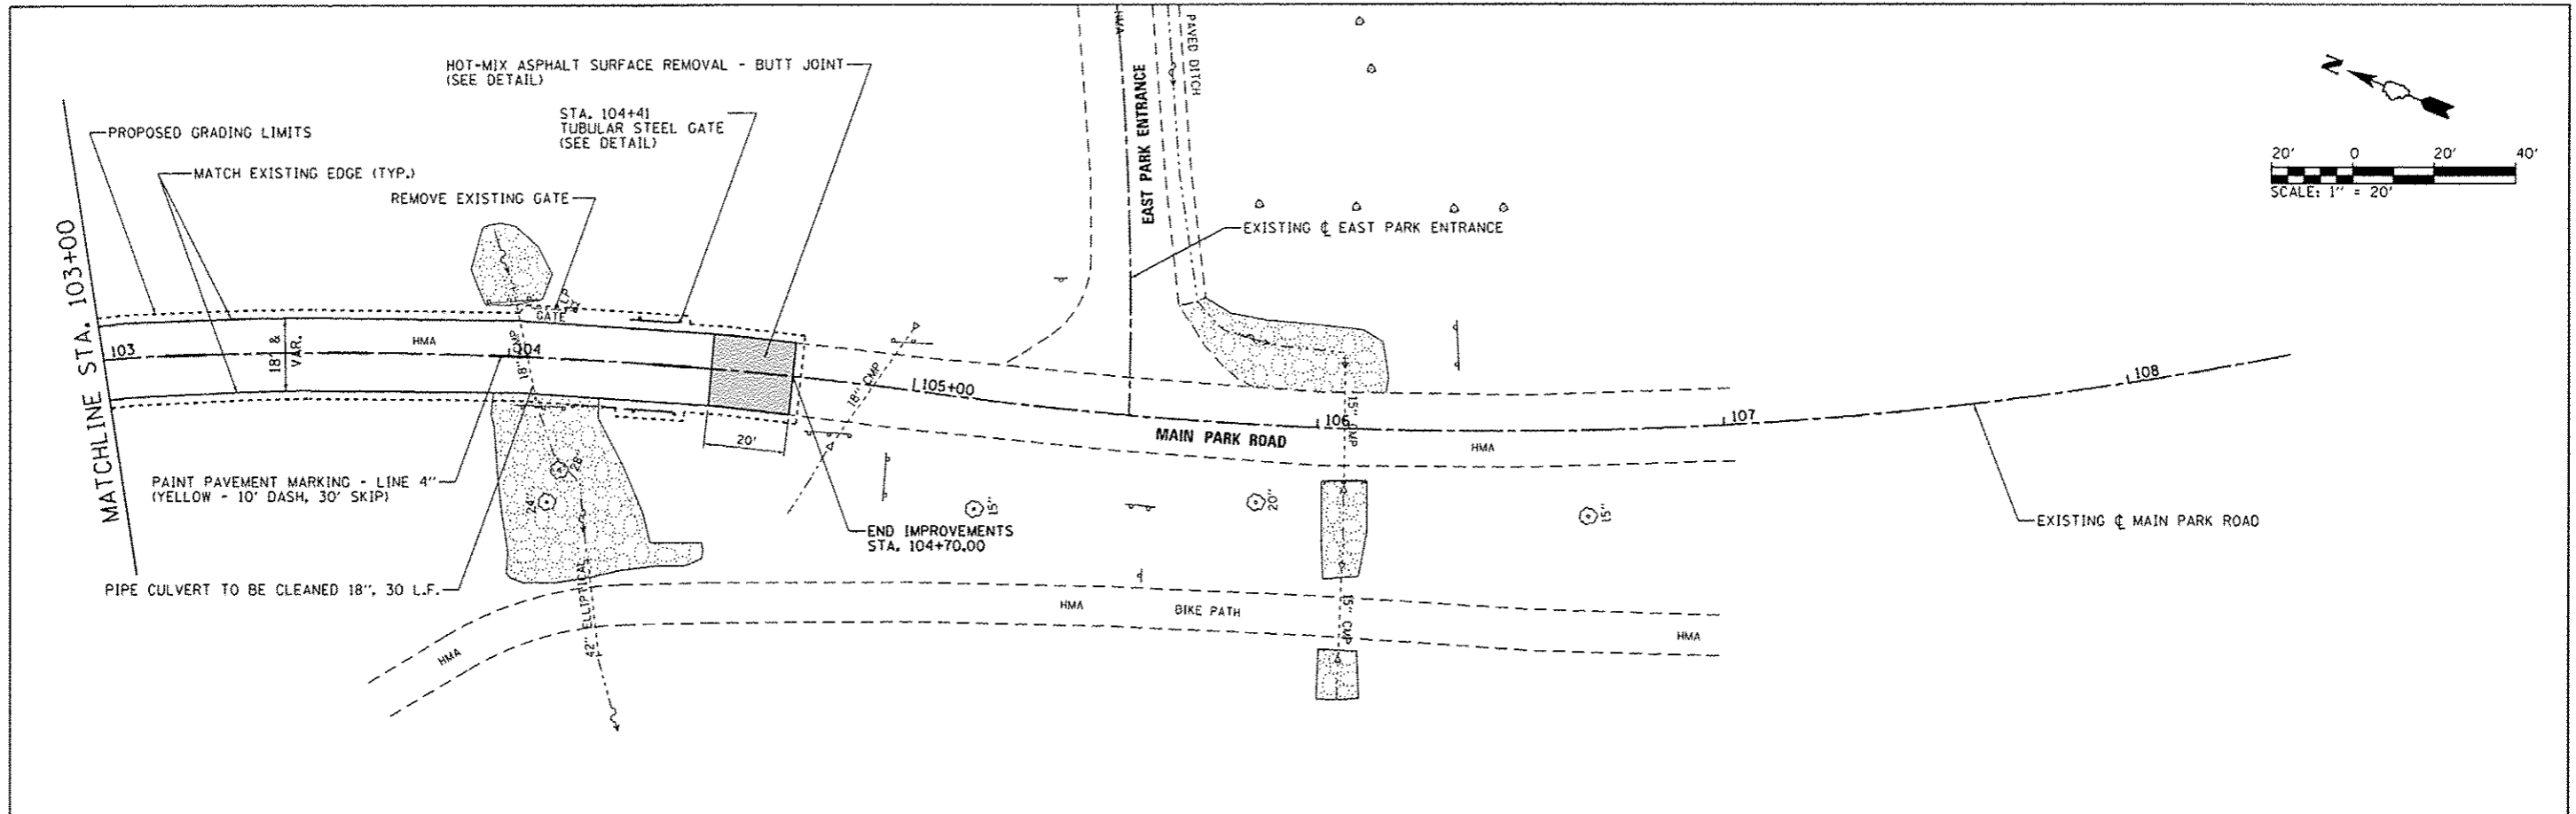 HOT-MIX ASPHALT SURFACE REMOVAL - BUTT JOINT
(SEE DETAIL)
STA. 104+41
TUBULAR STEEL GATE
(SEE DETAIL)
PROPOSED GRADING LIMITS
MATCH EXISTING EDGE (TYP.)
REMOVE EXISTING GATE
MATCHLINE STA. 103+00
HMA
EAST PARK ENTRANCE
PAVED DITCH
N
20' 0 20' 40'
SCALE: 1" = 20'
EXISTING ℄ EAST PARK ENTRANCE
LP
GATE
103
18' &
VAR.
HMA
104
18" CMP
18" CMP
105+00
20'
106
15" CMP
107
108
MAIN PARK ROAD
HMA
PAINT PAVEMENT MARKING - LINE 4"
(YELLOW - 10' DASH, 30' SKIP)
28"
24"
15"
20"
15"
END IMPROVEMENTS
STA. 104+70.00
EXISTING ℄ MAIN PARK ROAD
PIPE CULVERT TO BE CLEANED 18", 30 L.F.
42" ELLIPTICAL
HMA
HMA
BIKE PATH
15" CMP
HMA